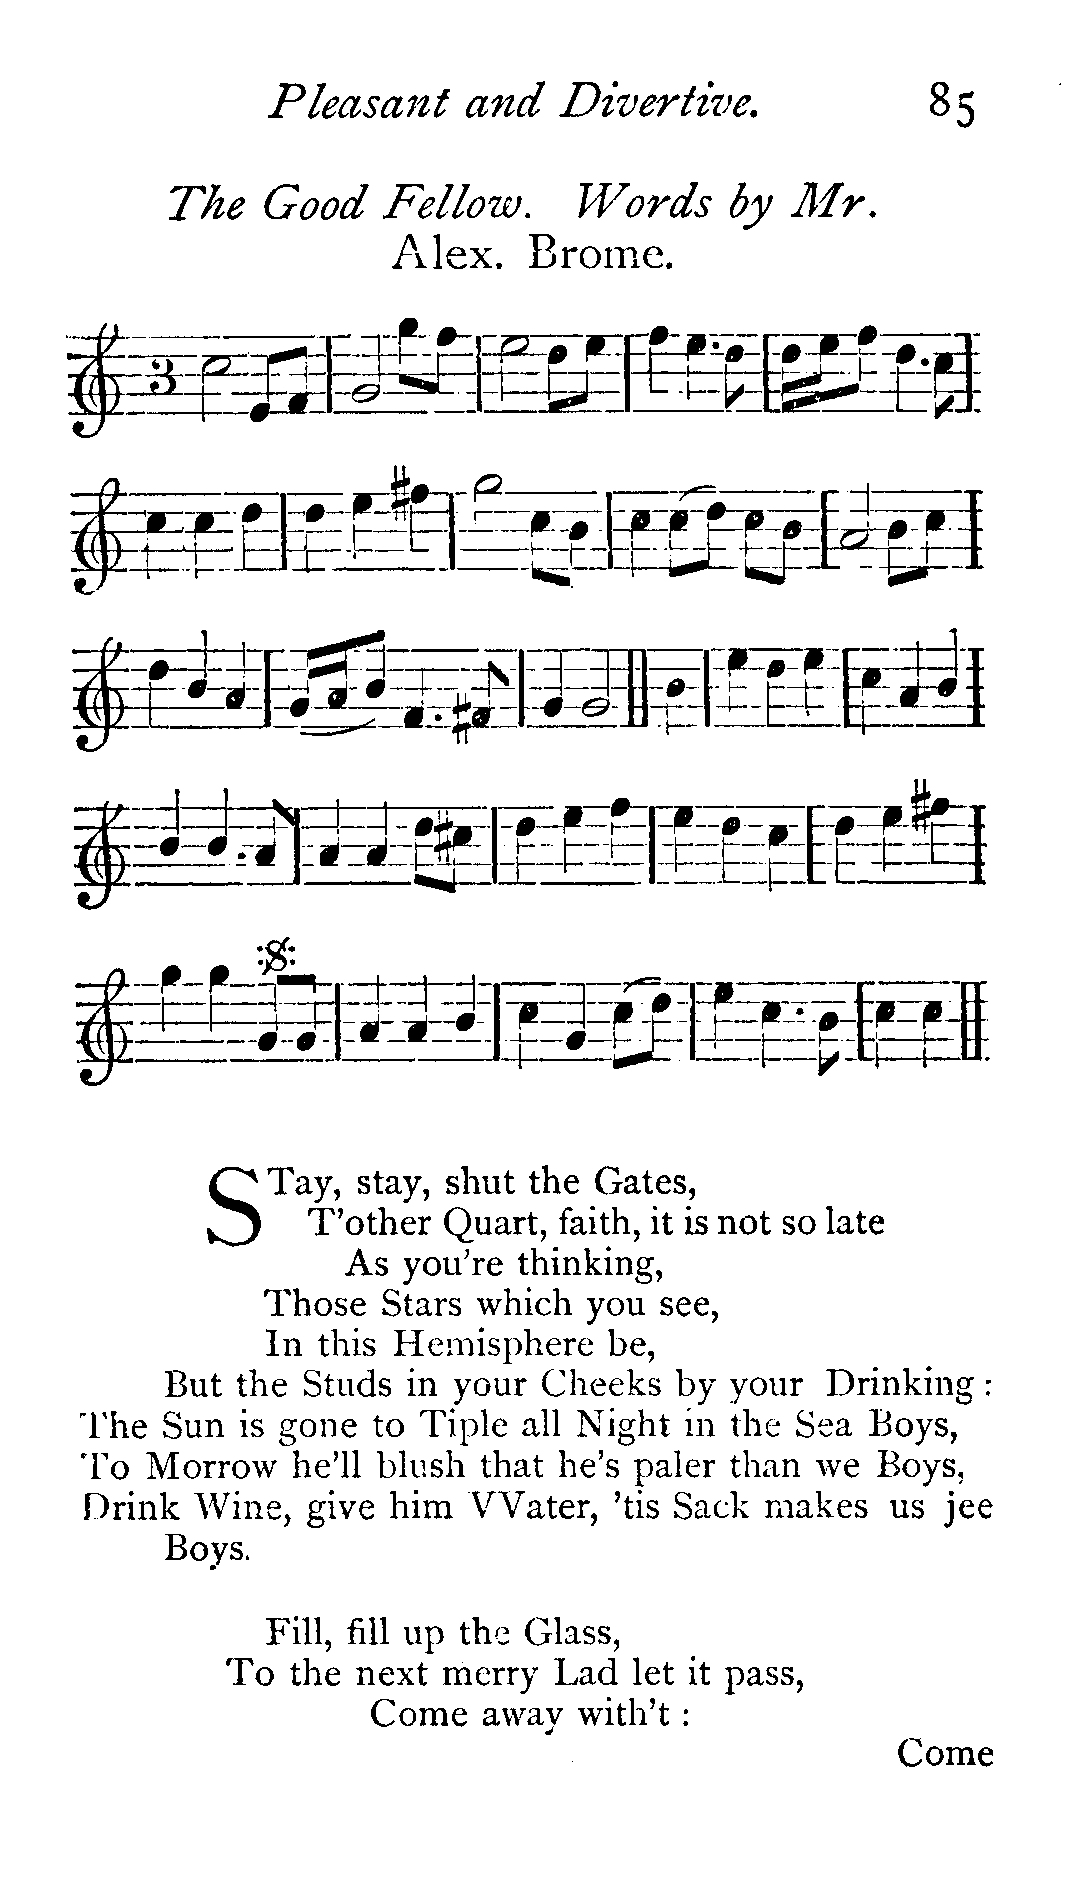 Pleasant and Divertive. 85
The Good Fellow. Words by Mr.
Alex. Brome.
3
STay, stay, shut the Gates,
T'other Quart, faith, it is not so late
As you're thinking,
Those Stars which you see,
In this Hemisphere be,
But the Studs in your Cheeks by your Drinking :
The Sun is gone to Tiple all Night in the Sea Boys,
To Morrow he'll blush that he's paler than we Boys,
Drink Wine, give him VVater, 'tis Sack makes us jee
Boys.
Fill, fill up the Glass,
To the next merry Lad let it pass,
Come away with't :
Come